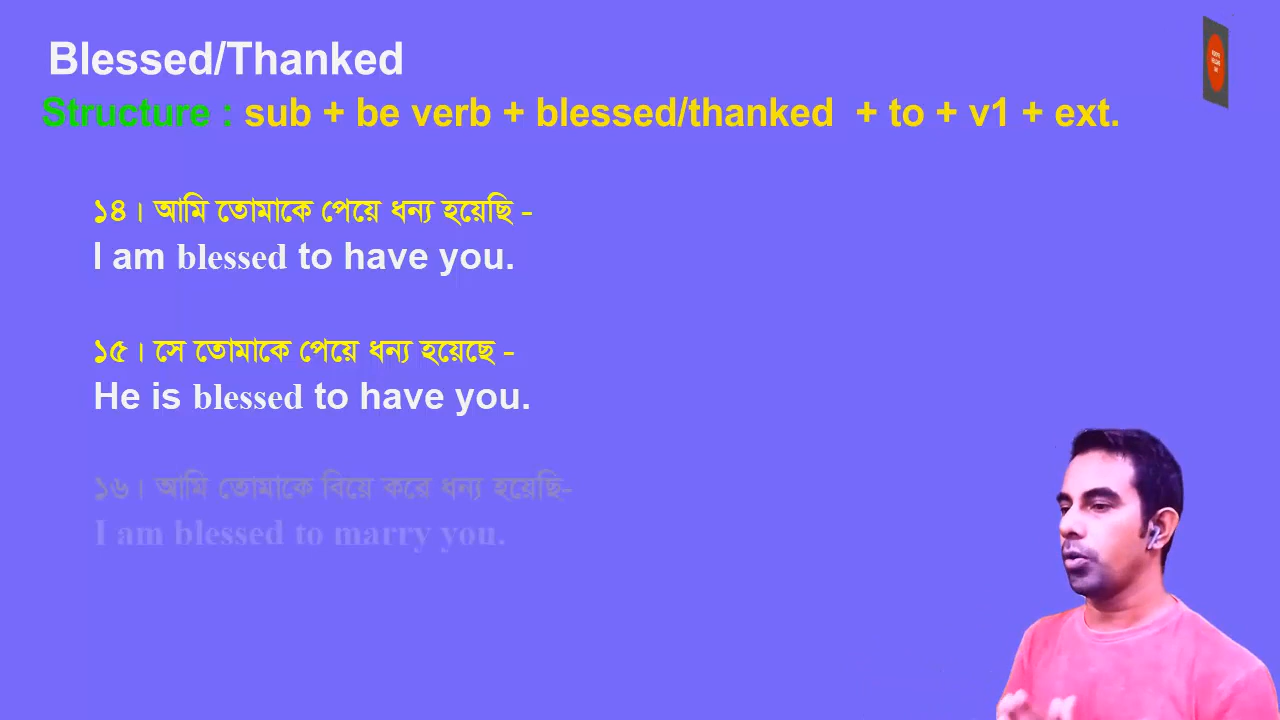 Blessed/Thanked
Structure : sub + be verb + blessed/thanked + to + v1 + ext.
১৪। আমি তোমাকে পেয়ে ধন্য হয়েছি -
I am blessed to have you.
১৫। সে তোমাকে পেয়ে ধন্য হয়েছে -
He is blessed to have you.
১৬। আমি তোমাকে বিয়ে করে ধন্য হয়েছি-
I am blessed to marry you.